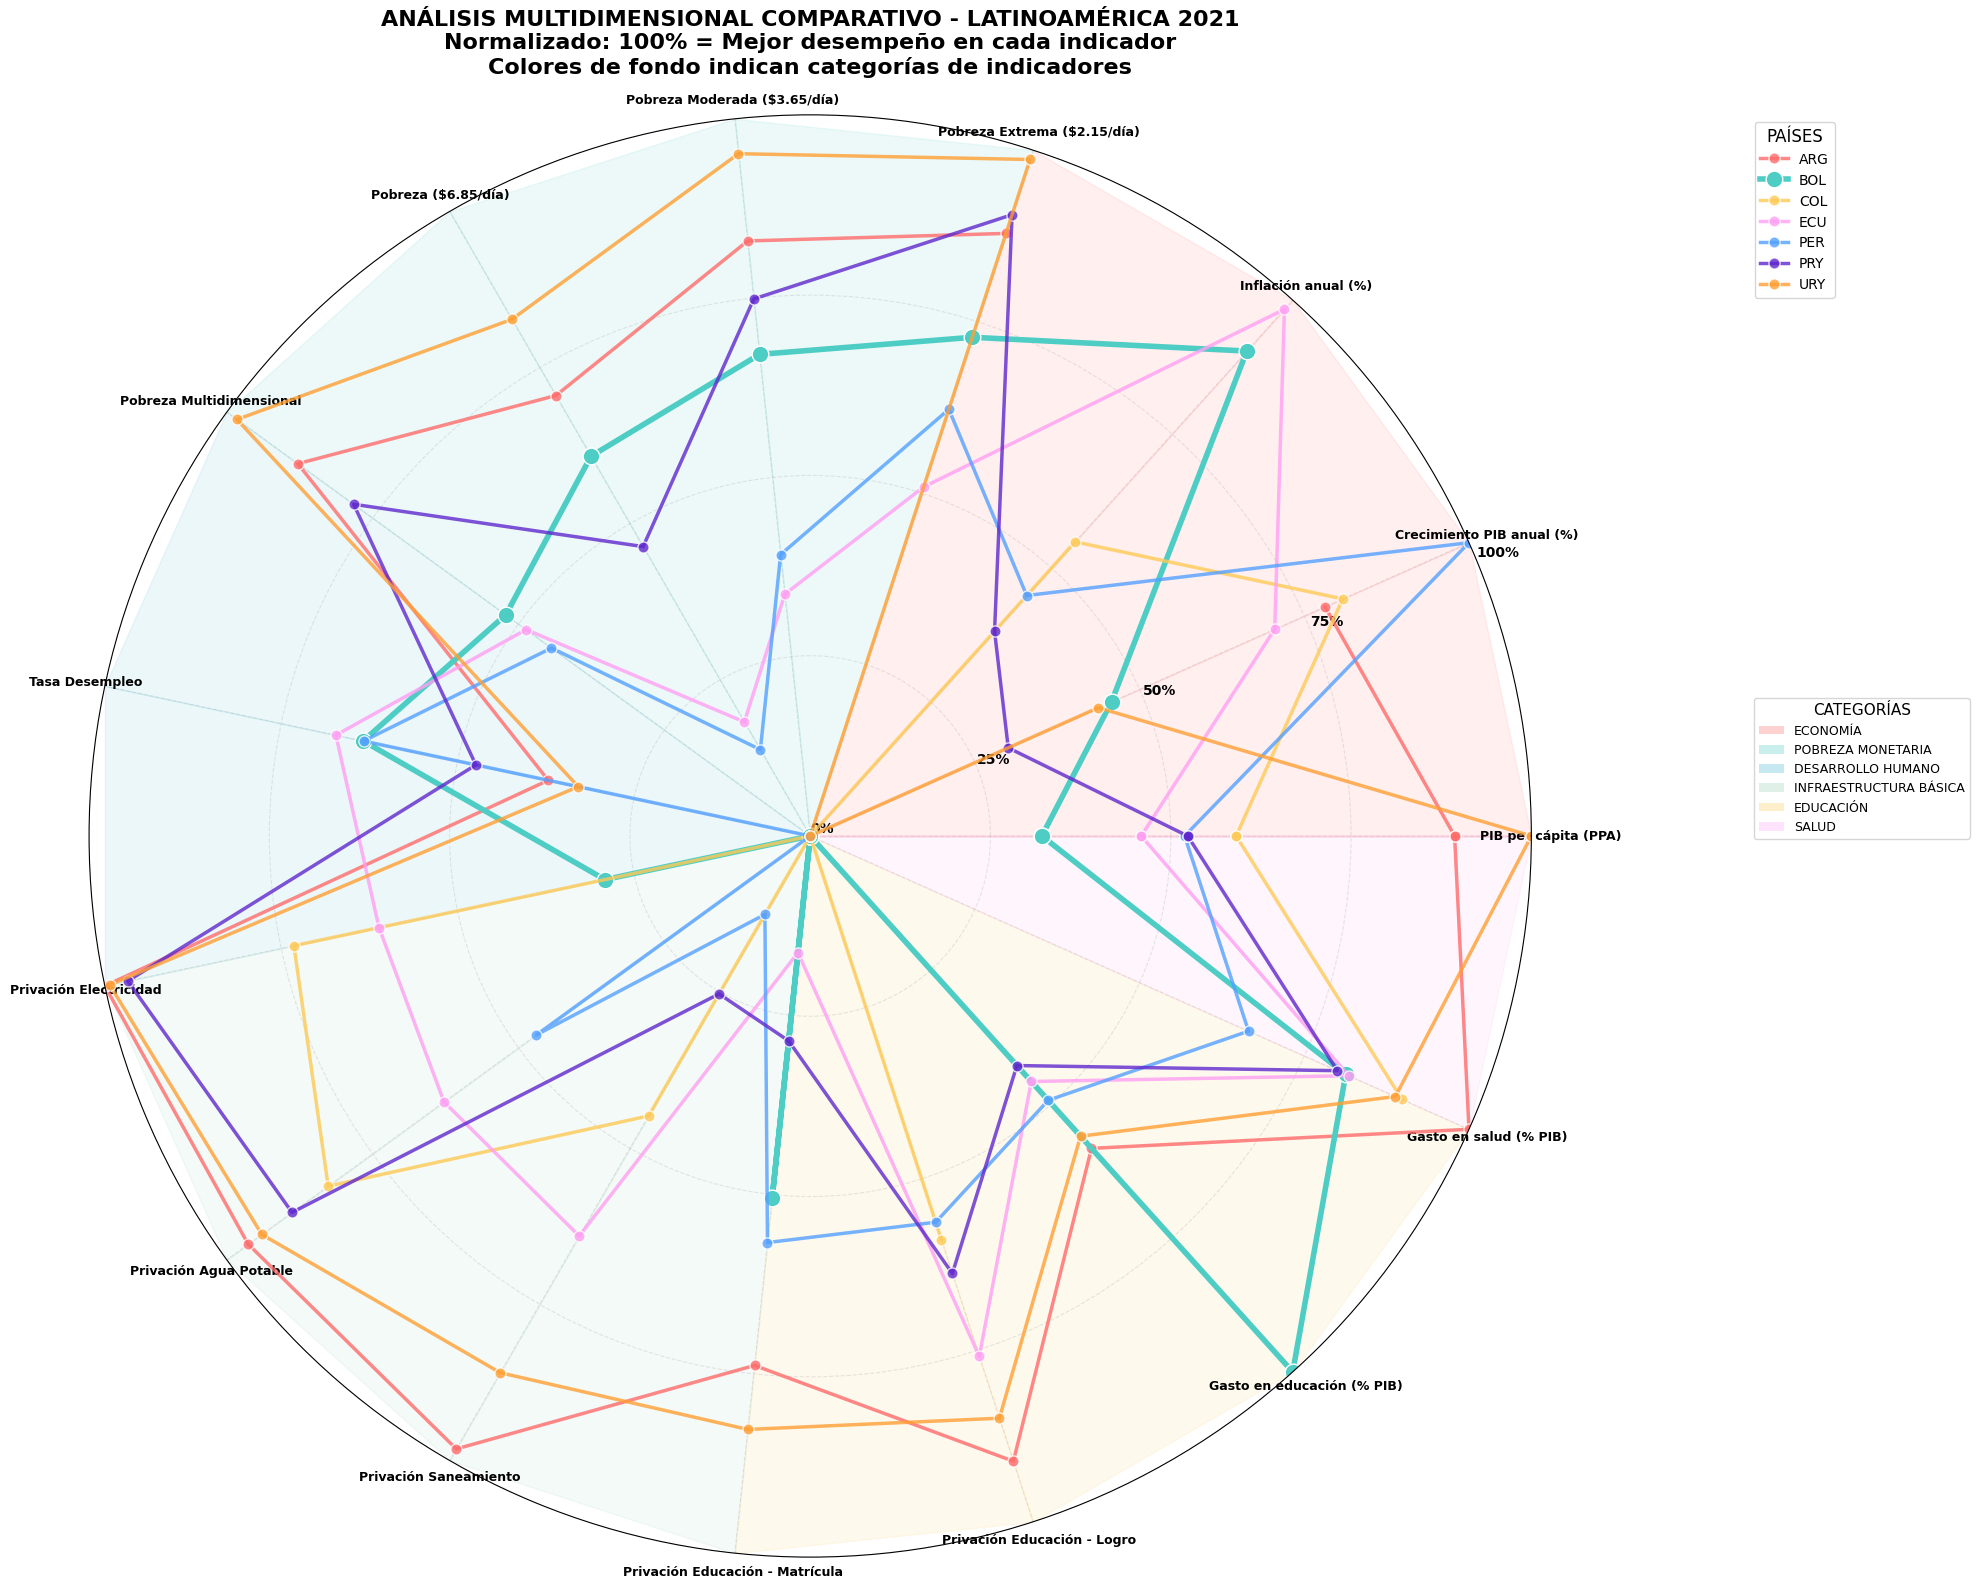 ANÁLISIS MULTIDIMENSIONAL COMPARATIVO - LATINOAMÉRICA 2021
Normalizado: 100% = Mejor desempeño en cada indicador
Colores de fondo indican categorías de indicadores
Pobreza Moderada ($3.65/día)
Pobreza Extrema ($2.15/día)
Pobreza ($6.85/día)
Inflación anual (%)
Pobreza Multidimensional
Crecimiento PIB anual (%)
100%
75%
50%
25%
0%
Tasa Desempleo
PIB per cápita (PPA)
Privación Electricidad
Gasto en salud (% PIB)
Privación Agua Potable
Gasto en educación (% PIB)
Privación Saneamiento
Privación Educación - Logro
Privación Educación - Matrícula
PAÍSES
ARG
BOL
COL
ECU
PER
PRY
URY
CATEGORÍAS
ECONOMÍA
POBREZA MONETARIA
DESARROLLO HUMANO
INFRAESTRUCTURA BÁSICA
EDUCACIÓN
SALUD